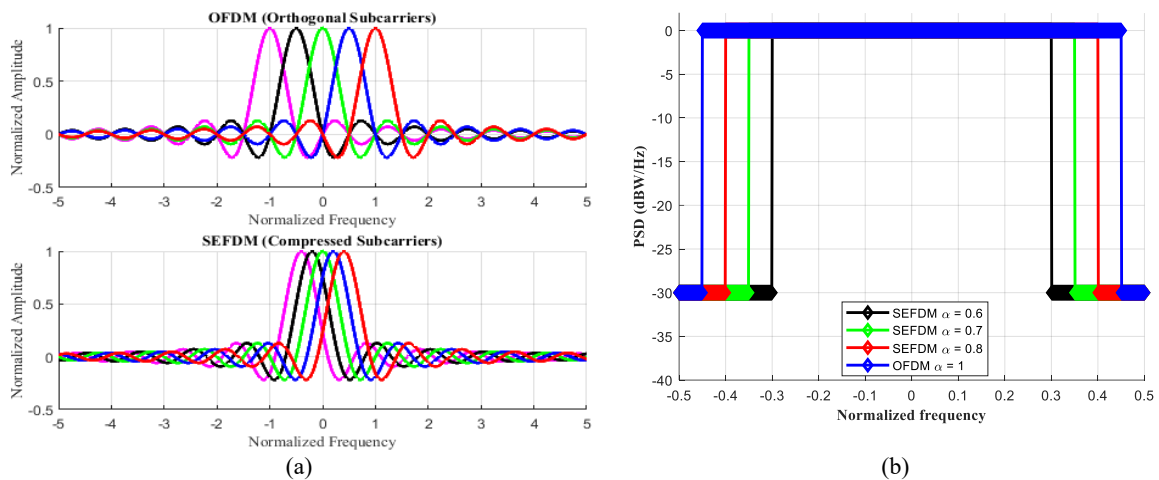 OFDM (Orthogonal Subcarriers)
1
0.5
0
-0.5
Normalized Amplitude
-5 -4 -3 -2 -1 0 1 2 3 4 5
Normalized Frequency
SEFDM (Compressed Subcarriers)
1
0.5
0
-0.5
Normalized Amplitude
-5 -4 -3 -2 -1 0 1 2 3 4 5
Normalized Frequency
(a)
0
-5
-10
-15
-20
-25
-30
-35
-40
PSD (dBW/Hz)
SEFDM α = 0.6
SEFDM α = 0.7
SEFDM α = 0.8
OFDM α = 1
-0.5 -0.4 -0.3 -0.2 -0.1 0 0.1 0.2 0.3 0.4 0.5
Normalized frequency
(b)